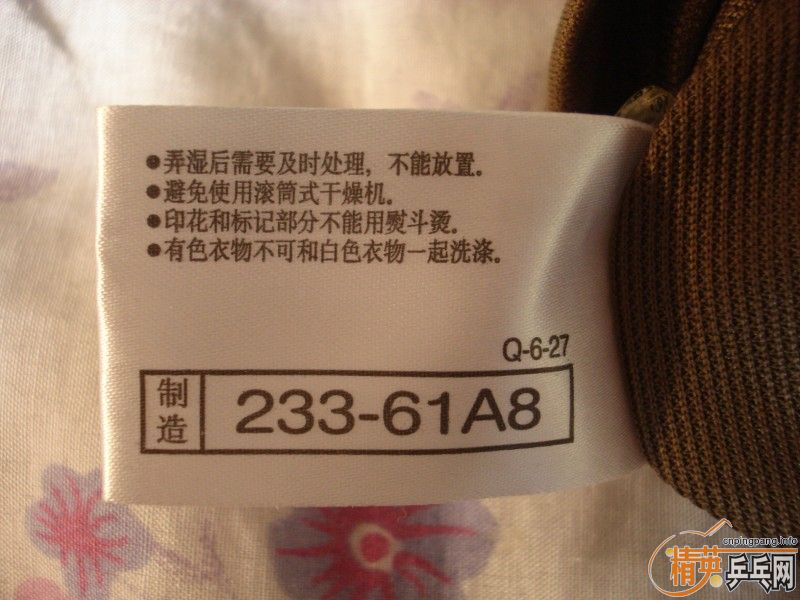 ●弄湿后需要及时处理，不能放置。
●避免使用滚筒式干燥机。
●印花和标记部分不能用熨斗烫。
●有色衣物不可和白色衣物一起洗涤。
Q-6-27
制造 233-61A8
cnpingpang.info
精英乒乓网